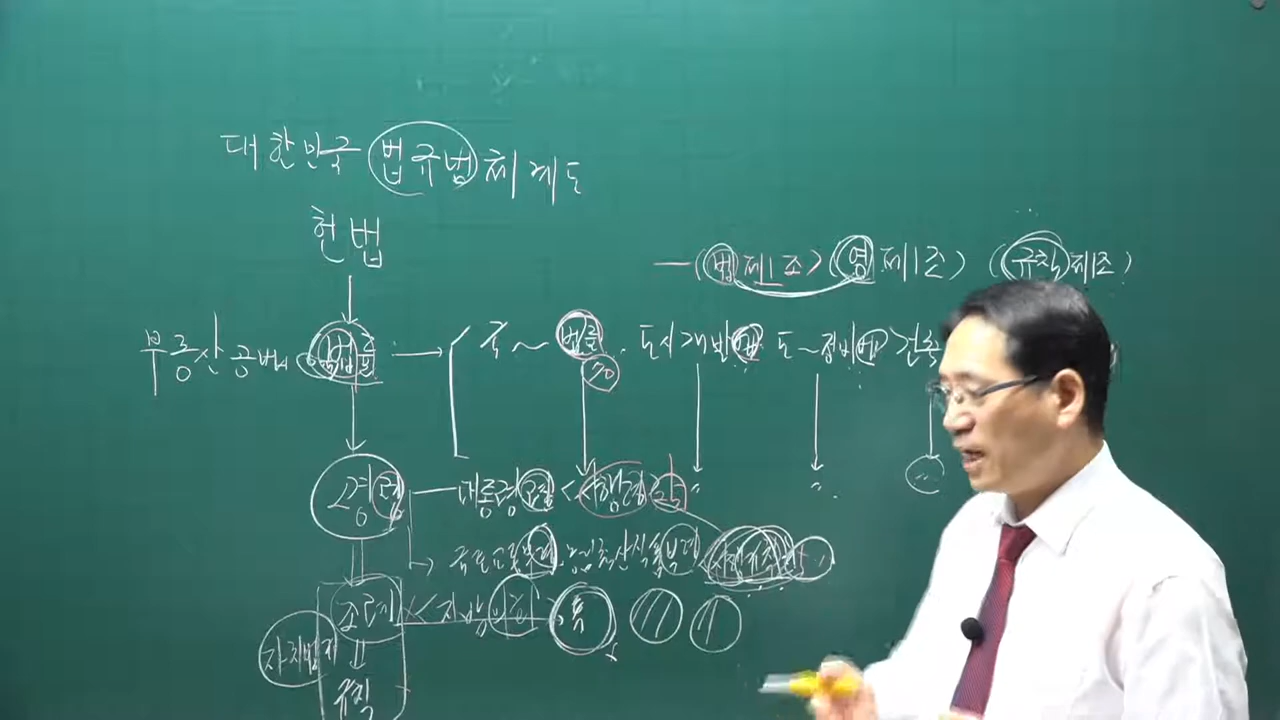 대한민국 법규범체계도
헌법
(법 제1조) (영 제1조) (규칙 제1조)
부동산공법 법률 국~ 법률 도시개발법 도~정비법 건축
명령 대통령령 <시행령>
국토교통부령 농림축산식품부령 시행규칙
조례 <지방의회>
자치법규
규칙